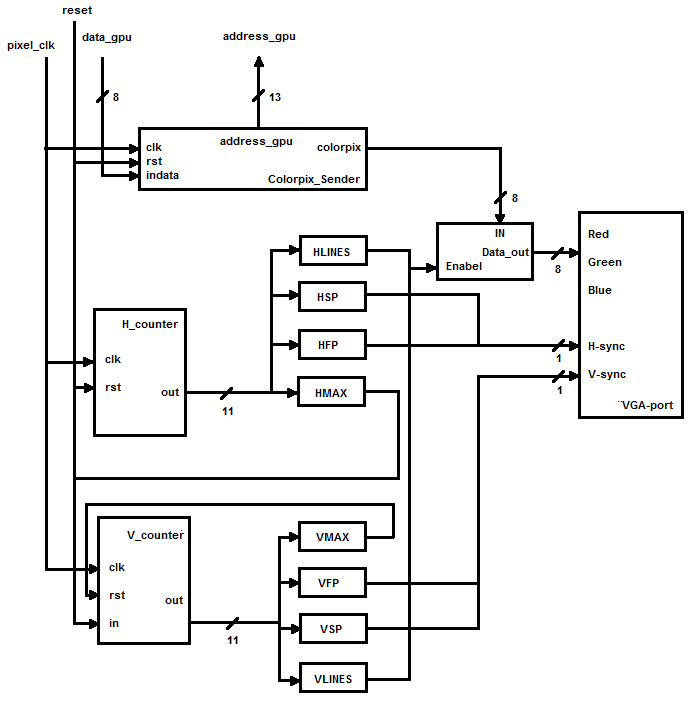 reset
pixel_clk
data_gpu
address_gpu
8
13
address_gpu
colorpix
clk
rst
indata
Colorpix_Sender
8
IN
Data_out
Enabel
8
Red
Green
Blue
H-sync
V-sync
¨VGA-port
1
1
HLINES
HSP
HFP
HMAX
H_counter
clk
rst
out
11
V_counter
clk
rst
out
in
11
VMAX
VFP
VSP
VLINES